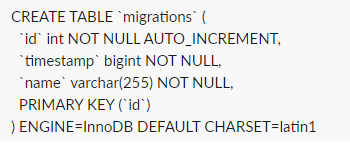 CREATE TABLE `migrations` (
  `id` int NOT NULL AUTO_INCREMENT,
  `timestamp` bigint NOT NULL,
  `name` varchar(255) NOT NULL,
  PRIMARY KEY (`id`)
) ENGINE=InnoDB DEFAULT CHARSET=latin1